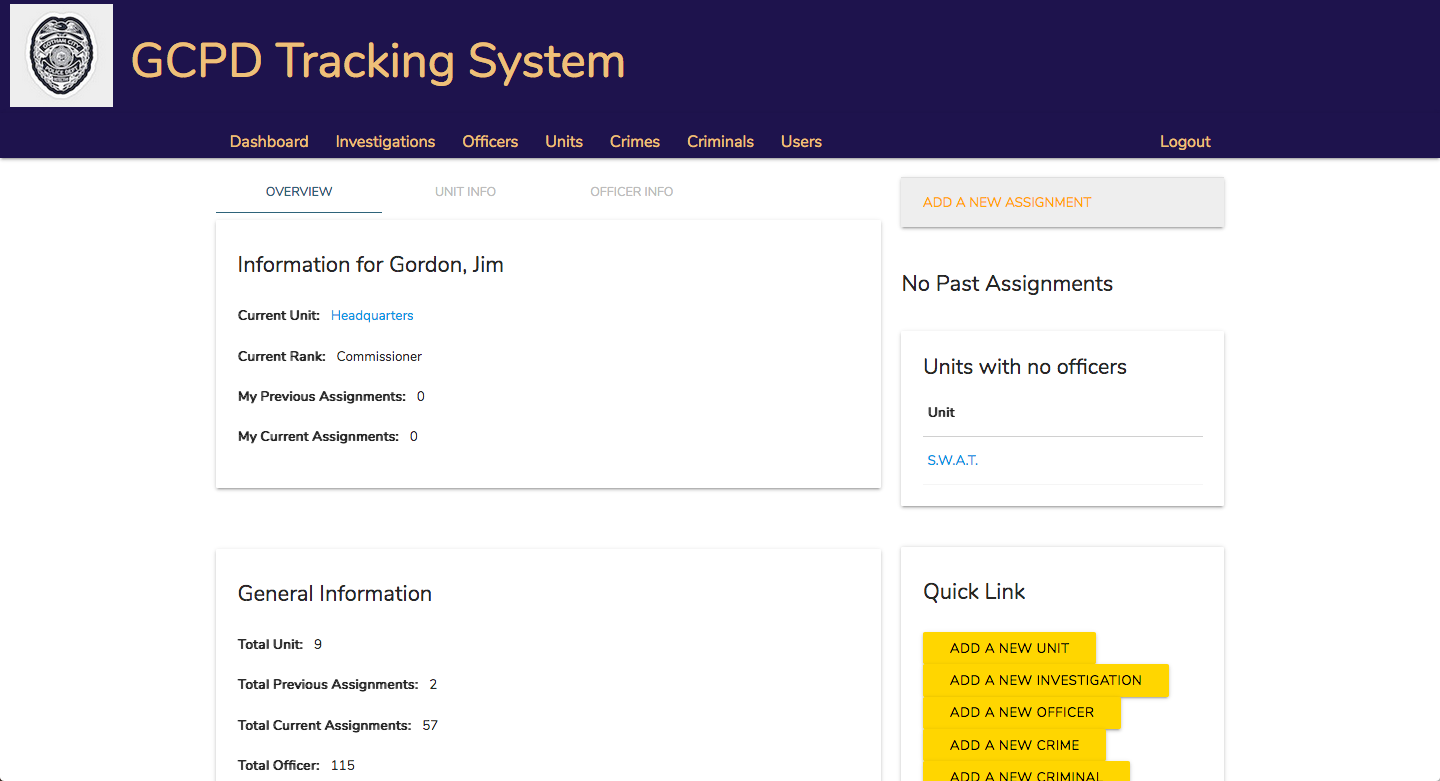 GOTHAM CITY
POLICE DEPT
GCPD Tracking System
Dashboard Investigations Officers Units Crimes Criminals Users Logout
OVERVIEW UNIT INFO OFFICER INFO
Information for Gordon, Jim
Current Unit: Headquarters
Current Rank: Commissioner
My Previous Assignments: 0
My Current Assignments: 0
General Information
Total Unit: 9
Total Previous Assignments: 2
Total Current Assignments: 57
Total Officer: 115
ADD A NEW ASSIGNMENT
No Past Assignments
Units with no officers
Unit
S.W.A.T.
Quick Link
ADD A NEW UNIT
ADD A NEW INVESTIGATION
ADD A NEW OFFICER
ADD A NEW CRIME
ADD A NEW CRIMINAL